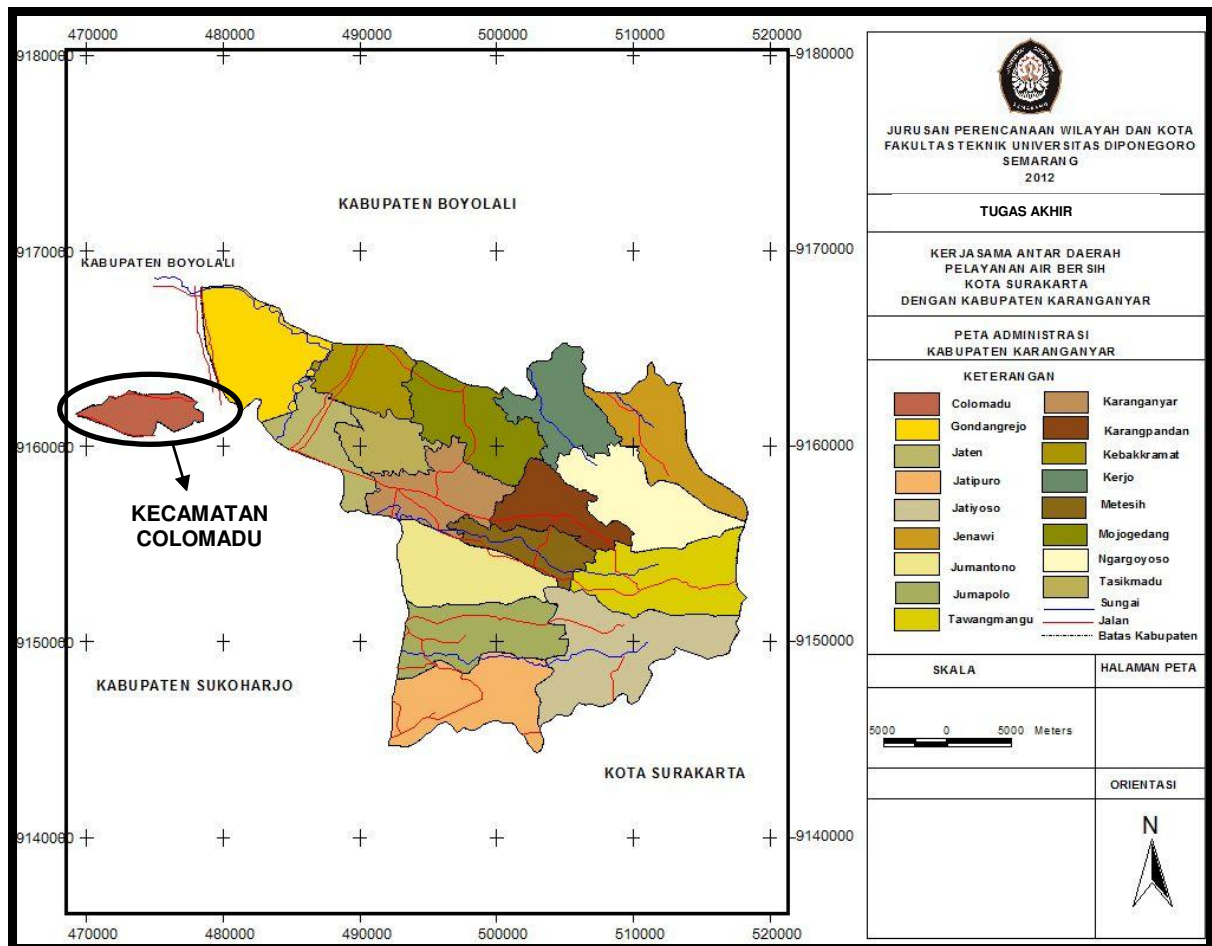 470000 480000 490000 500000 510000 520000
9180000 9180000
KABUPATEN BOYOLALI
9170000 9170000
KABUPATEN BOYOLALI
9160000 9160000
KECAMATAN
COLOMADU
9150000 9150000
KABUPATEN SUKOHARJO
KOTA SURAKARTA
9140000 9140000
470000 480000 490000 500000 510000 520000
SEMARANG
JURUSAN PERENCANAAN WILAYAH DAN KOTA
FAKULTAS TEKNIK UNIVERSITAS DIPONEGORO
SEMARANG
2012
TUGAS AKHIR
KERJASAMA ANTAR DAERAH
PELAYANAN AIR BERSIH
KOTA SURAKARTA
DENGAN KABUPATEN KARANGANYAR
PETA ADMINISTRASI
KABUPATEN KARANGANYAR
KETERANGAN
Colomadu Karanganyar
Gondangrejo Karangpandan
Jaten Kebakkramat
Jatipuro Kerjo
Jatiyoso Metesih
Jenawi Mojogedang
Jumantono Ngargoyoso
Jumapolo Tasikmadu
Tawangmangu Sungai
Jalan
Batas Kabupaten
SKALA HALAMAN PETA
5000 0 5000 Meters
ORIENTASI
N